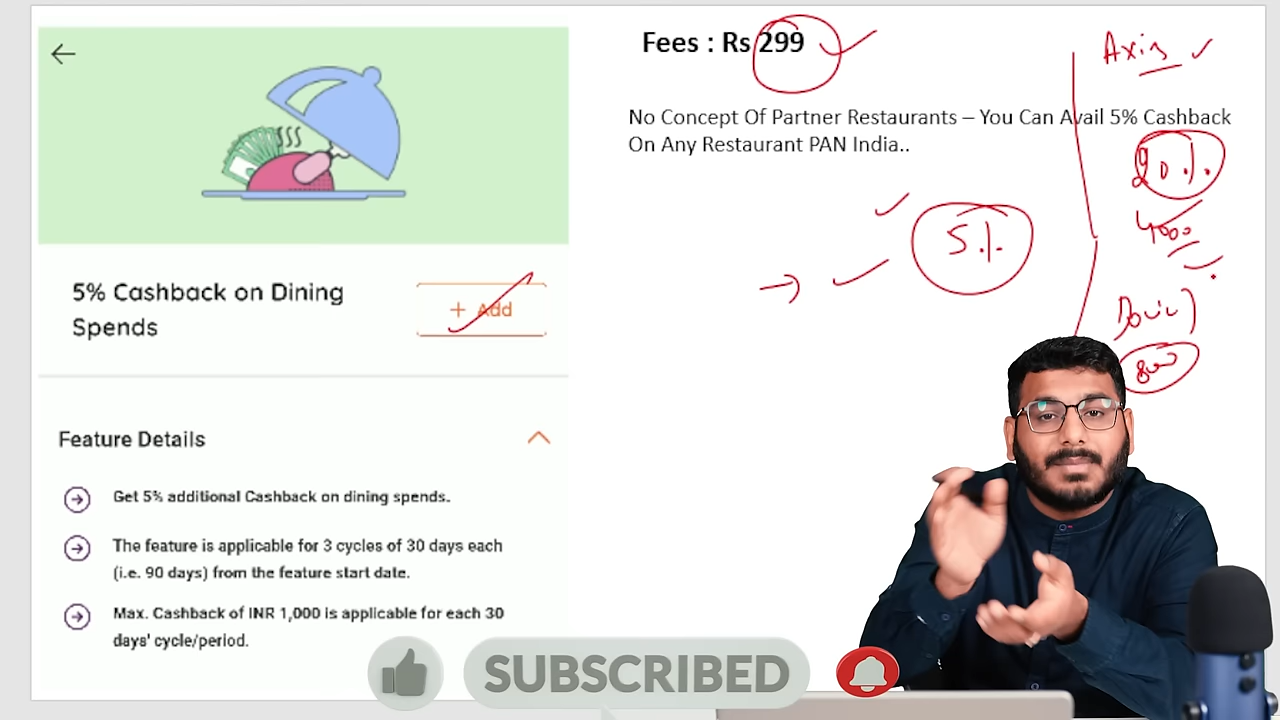 Fees : Rs 299
Axis
No Concept Of Partner Restaurants – You Can Avail 5% Cashback
On Any Restaurant PAN India..
20%.
4000
5%.
800
5% Cashback on Dining
Spends
+ Add
Feature Details
Get 5% additional Cashback on dining spends.
The feature is applicable for 3 cycles of 30 days each
(i.e. 90 days) from the feature start date.
Max. Cashback of INR 1,000 is applicable for each 30
days' cycle/period.
SUBSCRIBED